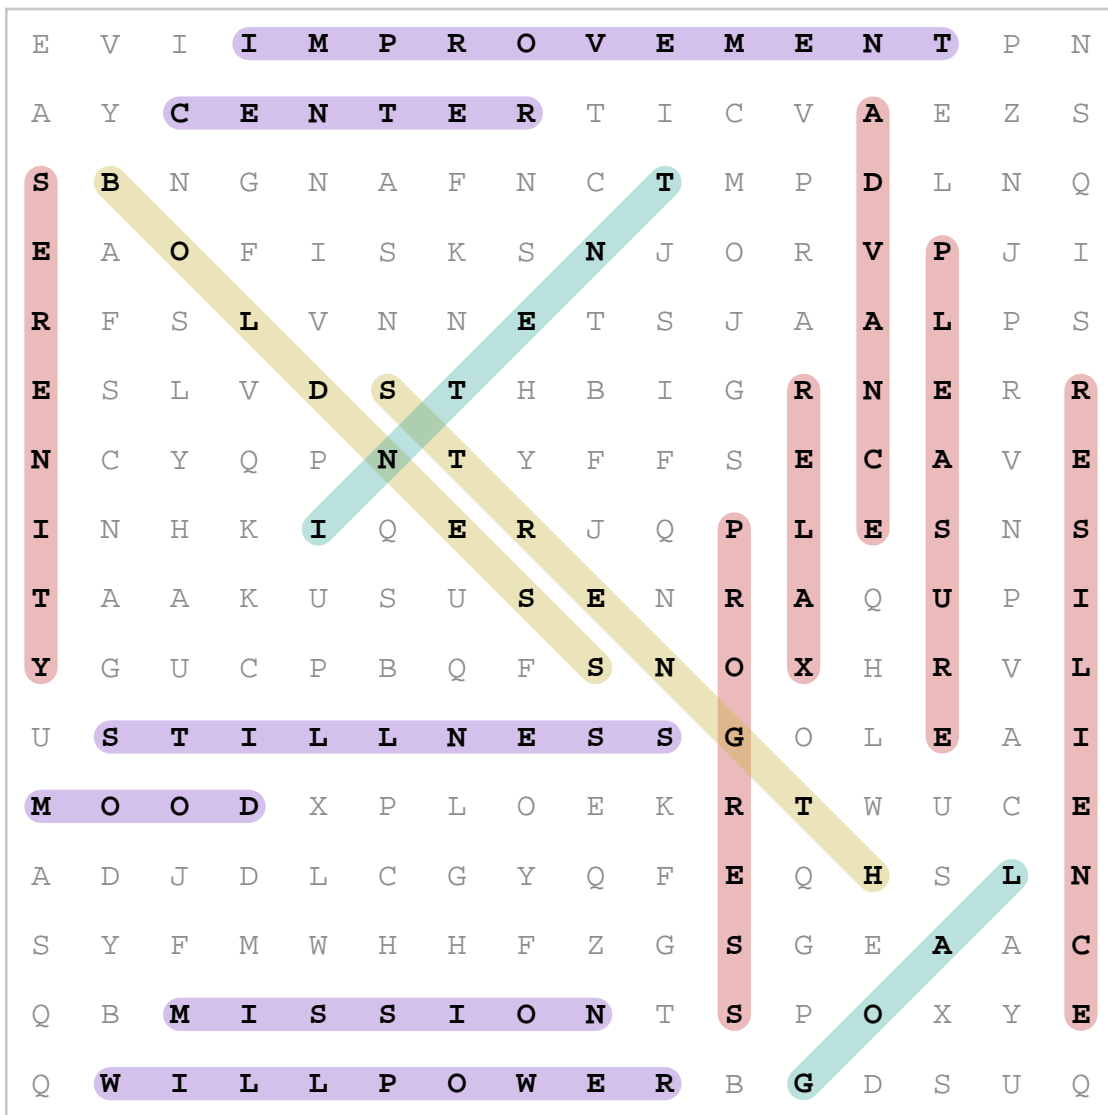 E V I I M P R O V E M E N T P N
A Y C E N T E R T I C V A E Z S
S B N G N A F N C T M P D L N Q
E A O F I S K S N J O R V P J I
R F S L V N N E T S J A A L P S
E S L V D S T H B I G R N E R R
N C Y Q P N T Y F F S E C A V E
I N H K I Q E R J Q P L E S N S
T A A K U S U S E N R A Q U P I
Y G U C P B Q F S N O X H R V L
U S T I L L N E S S G O L E A I
M O O D X P L O E K R T W U C E
A D J D L C G Y Q F E Q H S L N
S Y F M W H H F Z G S G E A A C
Q B M I S S I O N T S P O X Y E
Q W I L L P O W E R B G D S U Q